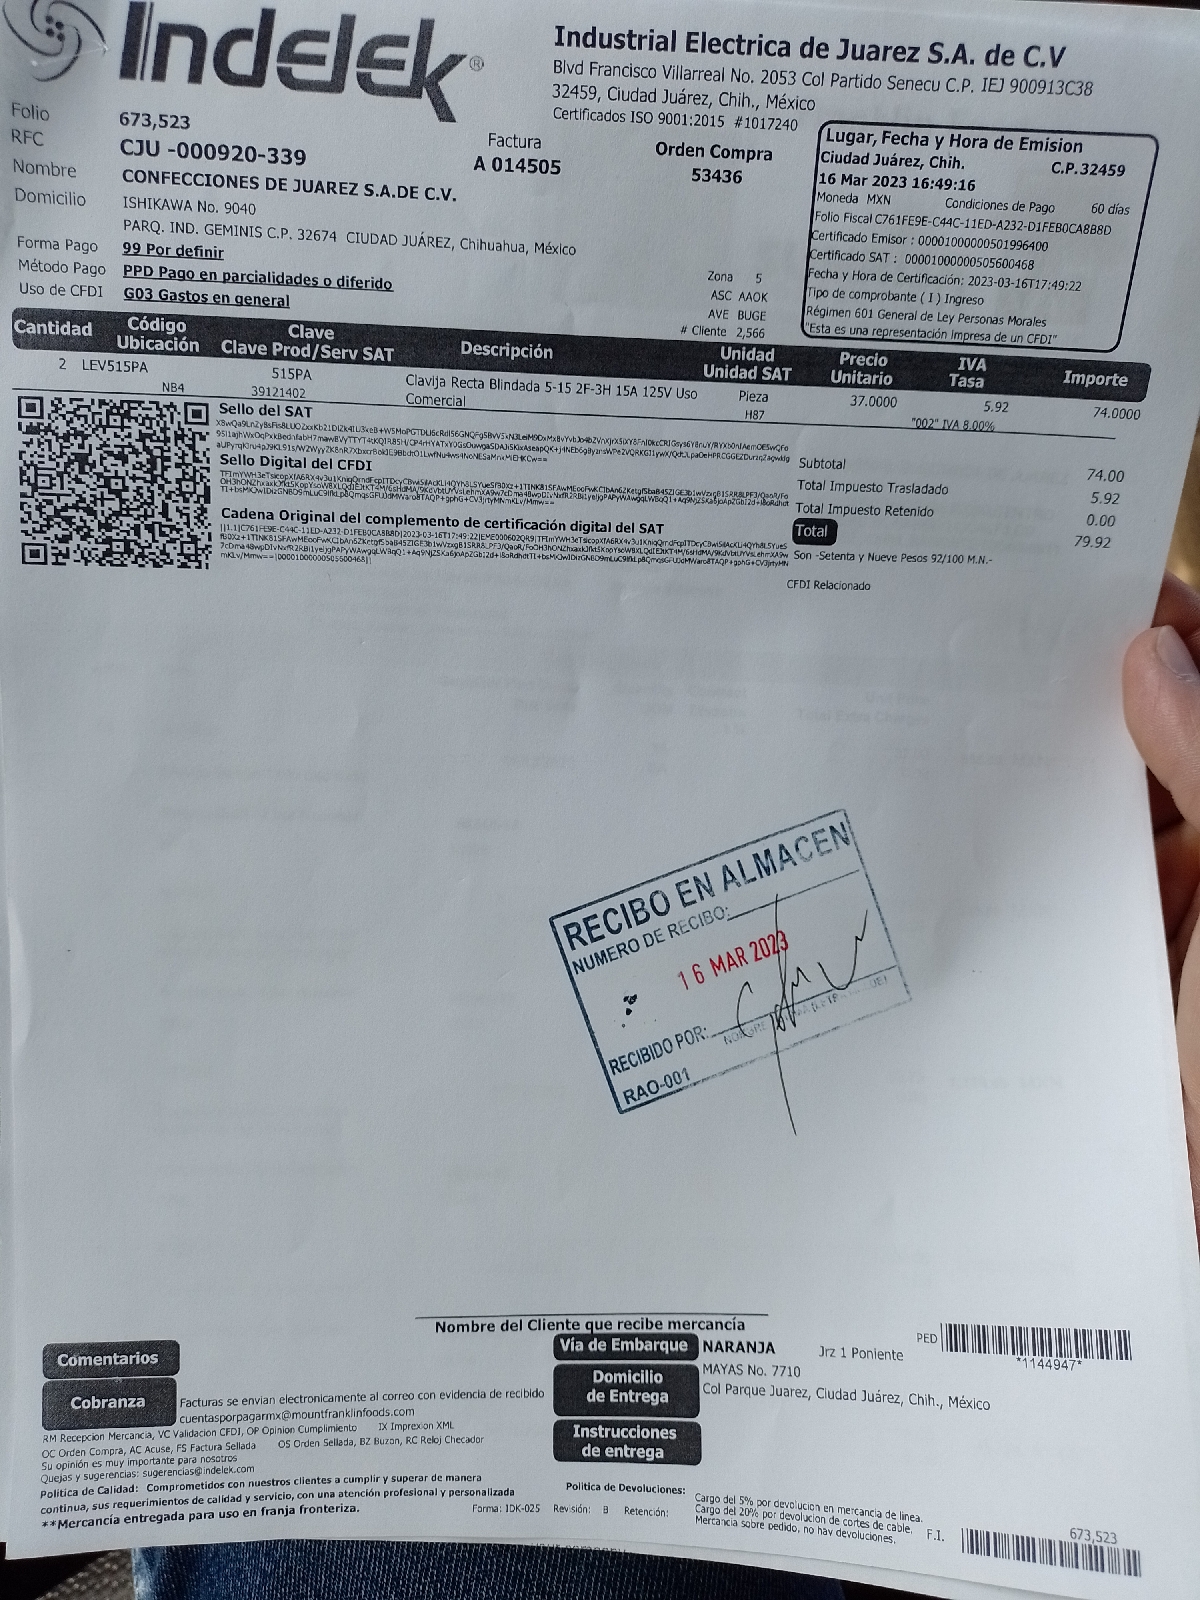 Indelek®
Industrial Electrica de Juarez S.A. de C.V
Blvd Francisco Villarreal No. 2053 Col Partido Senecu C.P. IEJ 900913C38
32459, Ciudad Juárez, Chih., México
Certificados ISO 9001:2015 #1017240
Folio 673,523
RFC CJU -000920-339
Nombre CONFECCIONES DE JUAREZ S.A.DE C.V.
Domicilio ISHIKAWA No. 9040
PARQ. IND. GEMINIS C.P. 32674 CIUDAD JUÁREZ, Chihuahua, México
Forma Pago 99 Por definir
Método Pago PPD Pago en parcialidades o diferido
Uso de CFDI G03 Gastos en general
Factura
A 014505
Orden Compra
53436
Zona 5
ASC AAOK
AVE BUGE
# Cliente 2,566
Lugar, Fecha y Hora de Emision
Ciudad Juárez, Chih. C.P.32459
16 Mar 2023 16:49:16
Moneda MXN Condiciones de Pago 60 días
Folio Fiscal C761FE9E-C44C-11ED-A232-D1FEB0CA8B8D
Certificado Emisor : 00001000000501996400
Certificado SAT : 00001000000505600468
Fecha y Hora de Certificación: 2023-03-16T17:49:22
Tipo de comprobante ( I ) Ingreso
Régimen 601 General de Ley Personas Morales
"Esta es una representación impresa de un CFDI"
Cantidad Código Ubicación Clave Clave Prod/Serv SAT Descripción Unidad Unidad SAT Precio Unitario IVA Tasa Importe
2 LEV515PA 515PA Clavija Recta Blindada 5-15 2F-3H 15A 125V Uso Pieza 37.0000 5.92 74.0000
NB4 39121402 Comercial H87 "002" IVA 8.00%
Sello del SAT
Sello Digital del CFDI
Cadena Original del complemento de certificación digital del SAT
Subtotal 74.00
Total Impuesto Trasladado 5.92
Total Impuesto Retenido 0.00
Total 79.92
Son -Setenta y Nueve Pesos 92/100 M.N.-
CFDI Relacionado
RECIBO EN ALMACEN
NUMERO DE RECIBO:
16 MAR 2023
RECIBIDO POR:
RAO-001
Nombre del Cliente que recibe mercancía
Comentarios
Cobranza
Facturas se envian electronicamente al correo con evidencia de recibido
cuentasporpagarmx@mountfranklinfoods.com
RM Recepcion Mercancia, VC Validacion CFDI, OP Opinion Cumplimiento IX Imprexion XML
OC Orden Compra, AC Acuse, FS Factura Sellada OS Orden Sellada, BZ Buzon, RC Reloj Checador
Su opinión es muy importante para nosotros
Quejas y sugerencias: sugerencias@indelek.com
Politica de Calidad: Comprometidos con nuestros clientes a cumplir y superar de manera
continua, sus requerimientos de calidad y servicio, con una atención profesional y personalizada
**Mercancía entregada para uso en franja fronteriza.
Vía de Embarque NARANJA Jrz 1 Poniente
Domicilio de Entrega MAYAS No. 7710
Col Parque Juarez, Ciudad Juárez, Chih., México
Instrucciones de entrega
PED
*1144947*
Forma: IDK-025 Revisión: B Retención:
Politica de Devoluciones:
Cargo del 5% por devolucion en mercancia de linea.
Cargo del 20% por devolucion de cortes de cable.
Mercancia sobre pedido, no hay devoluciones.
F.I. 673,523